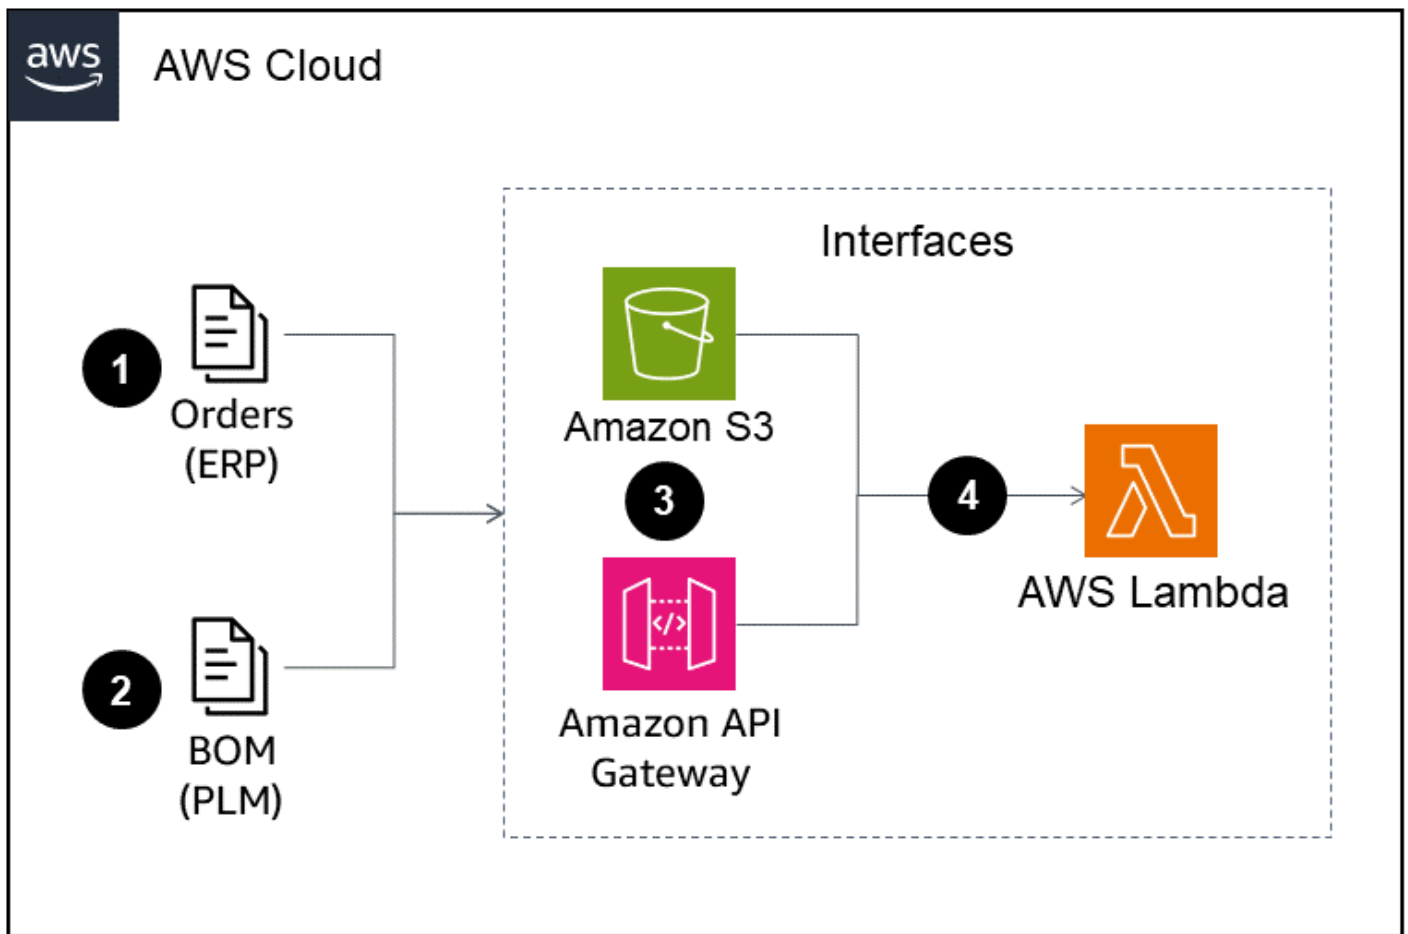 aws
AWS Cloud
Interfaces
1
Orders
(ERP)
2
BOM
(PLM)
Amazon S3
3
</>
Amazon API
Gateway
4
AWS Lambda